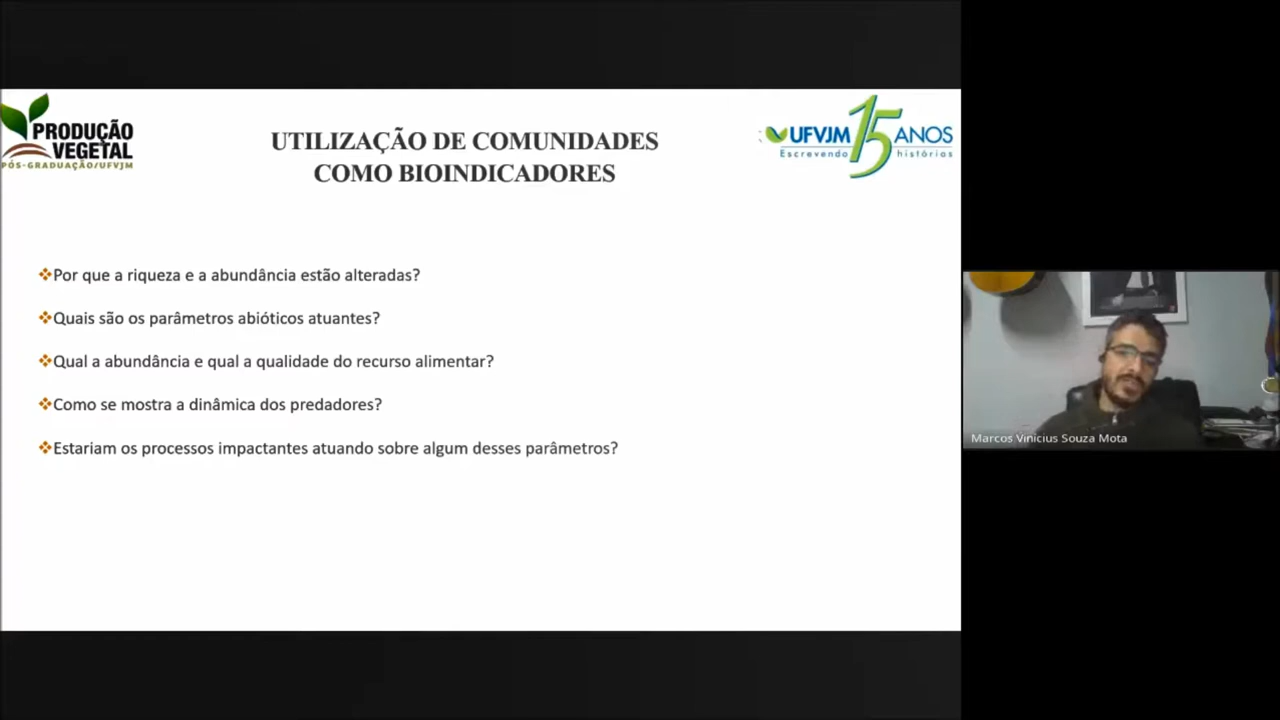 PRODUÇÃO
VEGETAL
PÓS-GRADUAÇÃO/UFVJM
UTILIZAÇÃO DE COMUNIDADES
COMO BIOINDICADORES
UFVJM 15 ANOS
Escrevendo histórias
Por que a riqueza e a abundância estão alteradas?
Quais são os parâmetros abióticos atuantes?
Qual a abundância e qual a qualidade do recurso alimentar?
Como se mostra a dinâmica dos predadores?
Estariam os processos impactantes atuando sobre algum desses parâmetros?
Marcos Vinicius Souza Mota